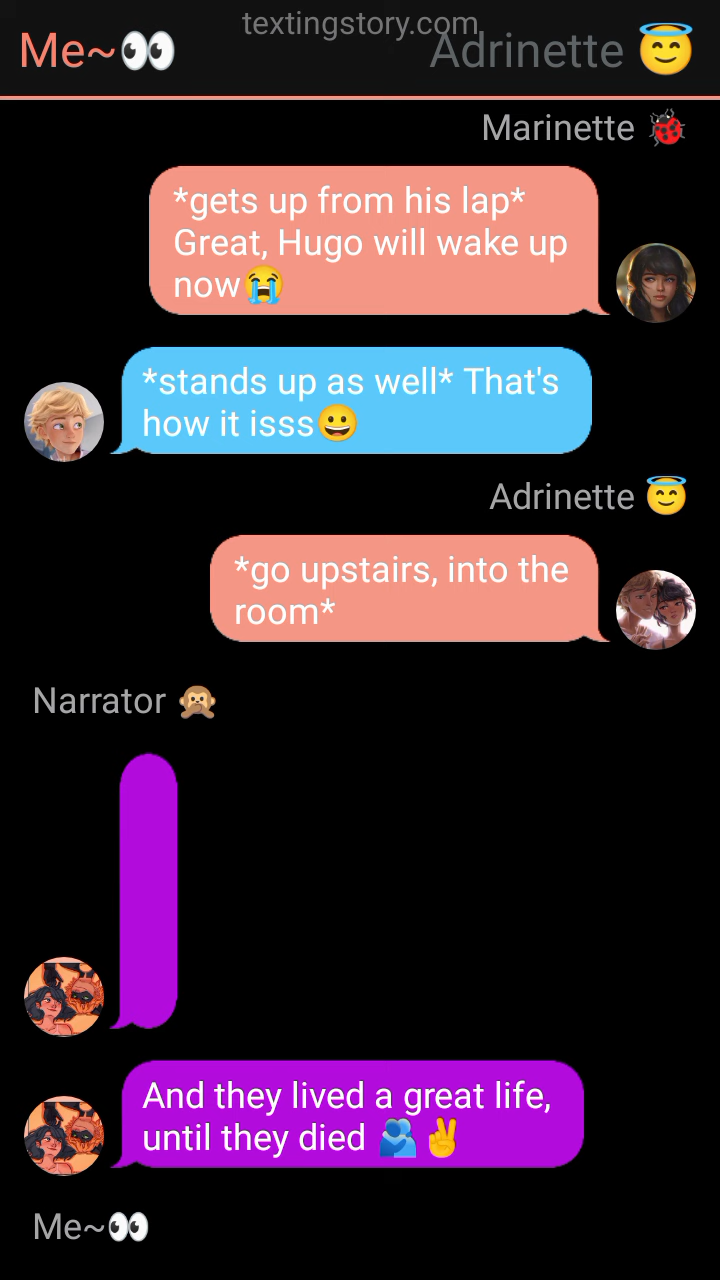 textingstory.com
Me~👀
Adrinette 😇
Marinette 🐞
*gets up from his lap*
Great, Hugo will wake up
now😭
*stands up as well* That's
how it isss😀
Adrinette 😇
*go upstairs, into the
room*
Narrator 🙊
And they lived a great life,
until they died 🫂✌️
Me~👀